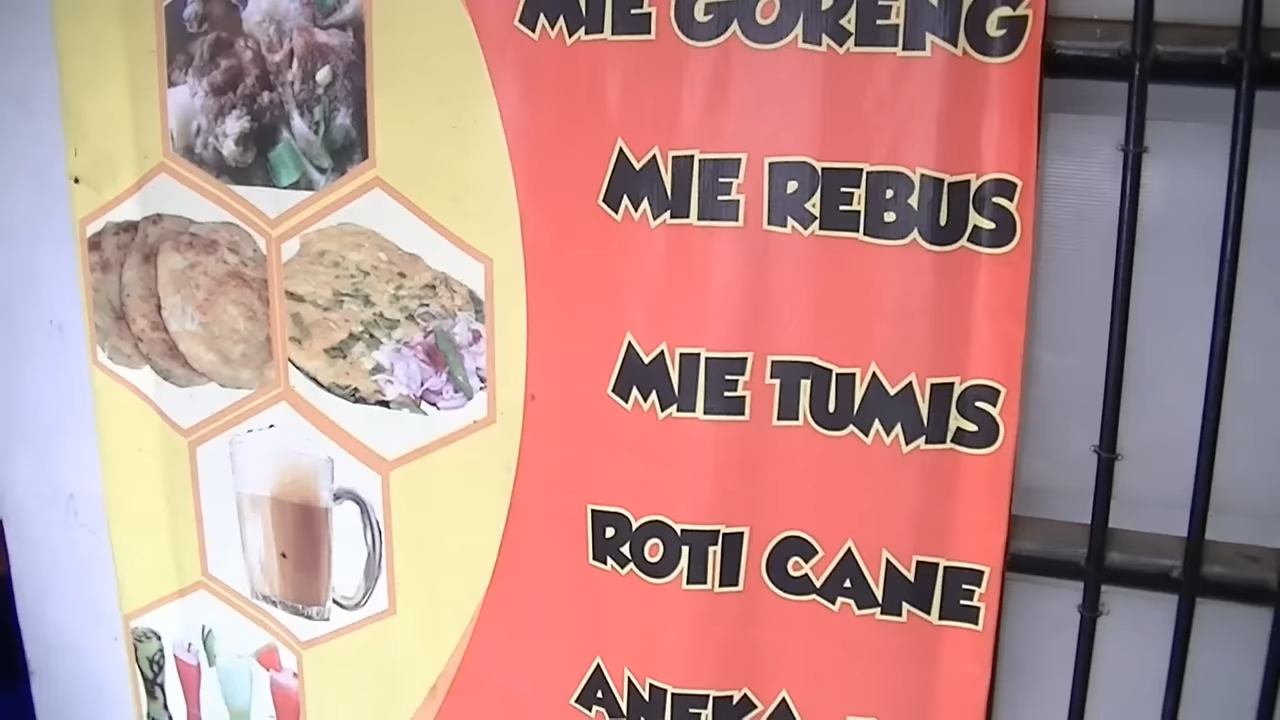 MIE GORENG
MIE REBUS
MIE TUMIS
ROTI CANE
ANEKA